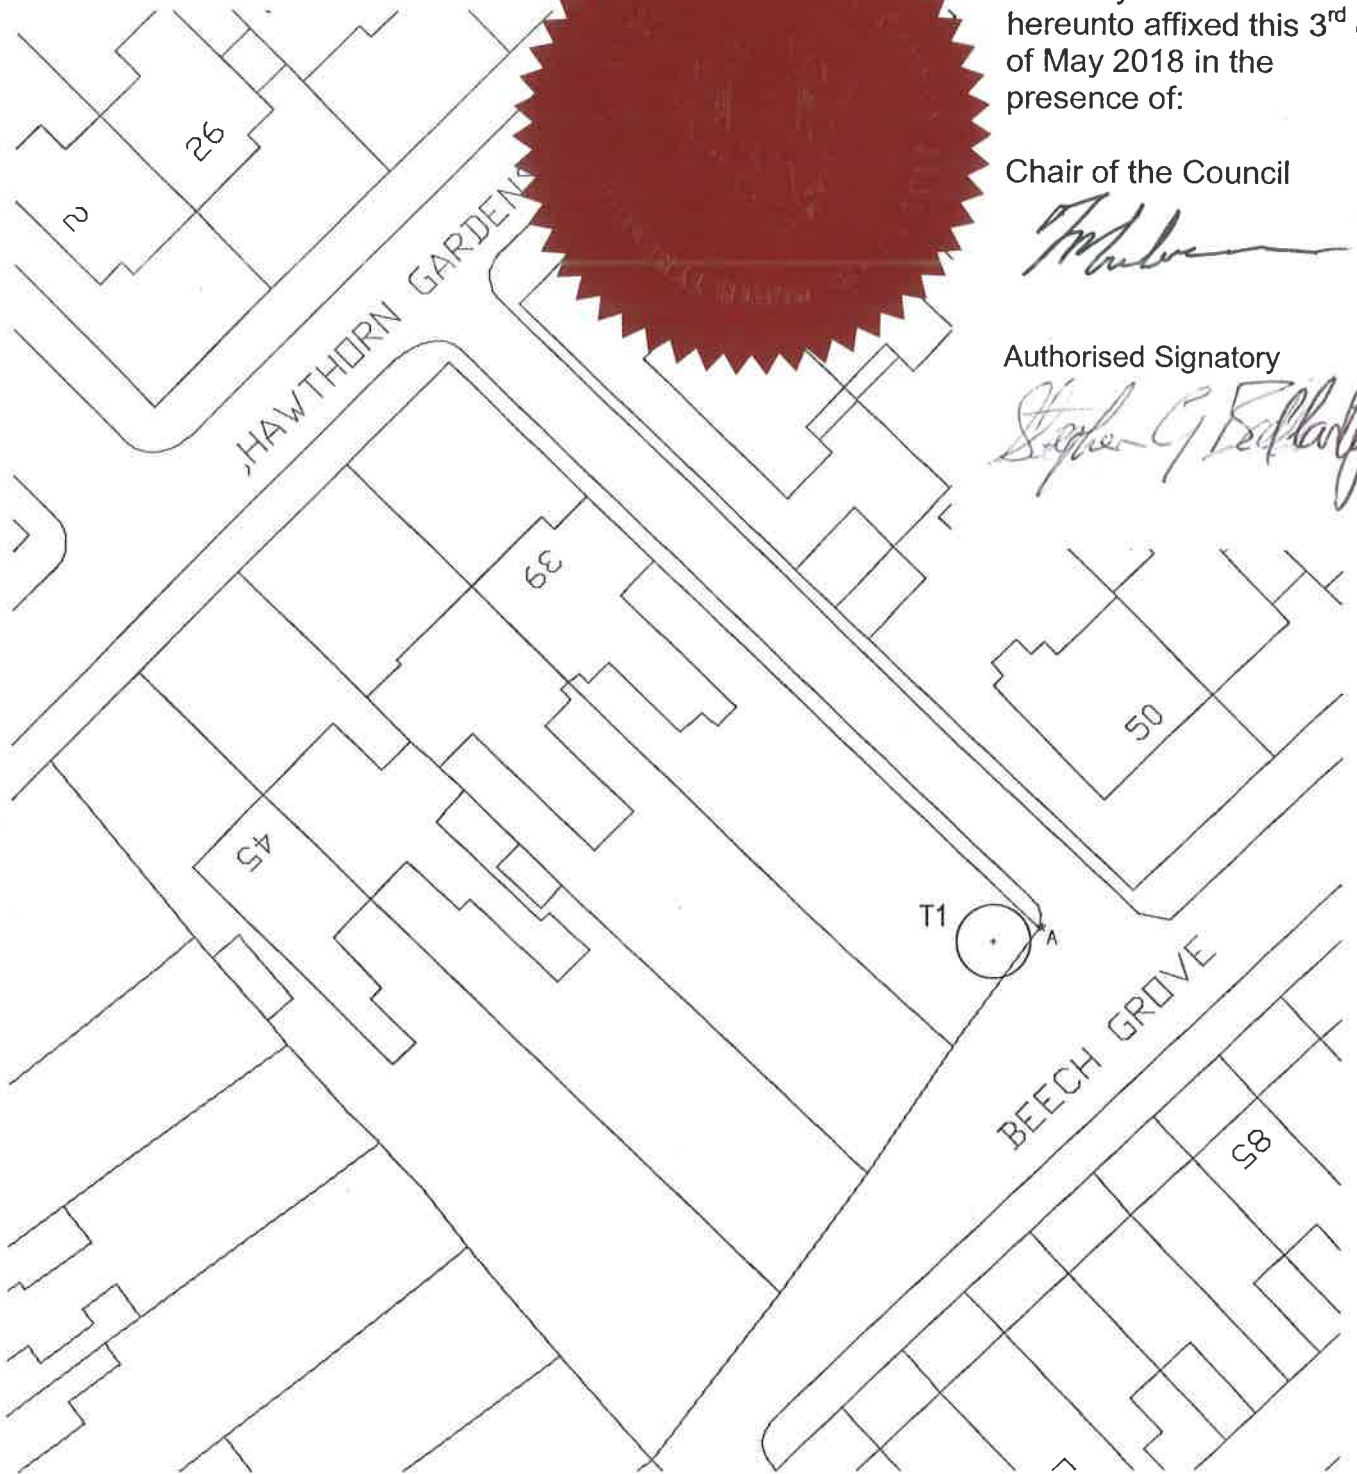 hereunto affixed this 3rd
of May 2018 in the
presence of:
Chair of the Council
Authorised Signatory
26
2
HAWTHORN GARDENS
39
50
45
T1
A
BEECH GROVE
85